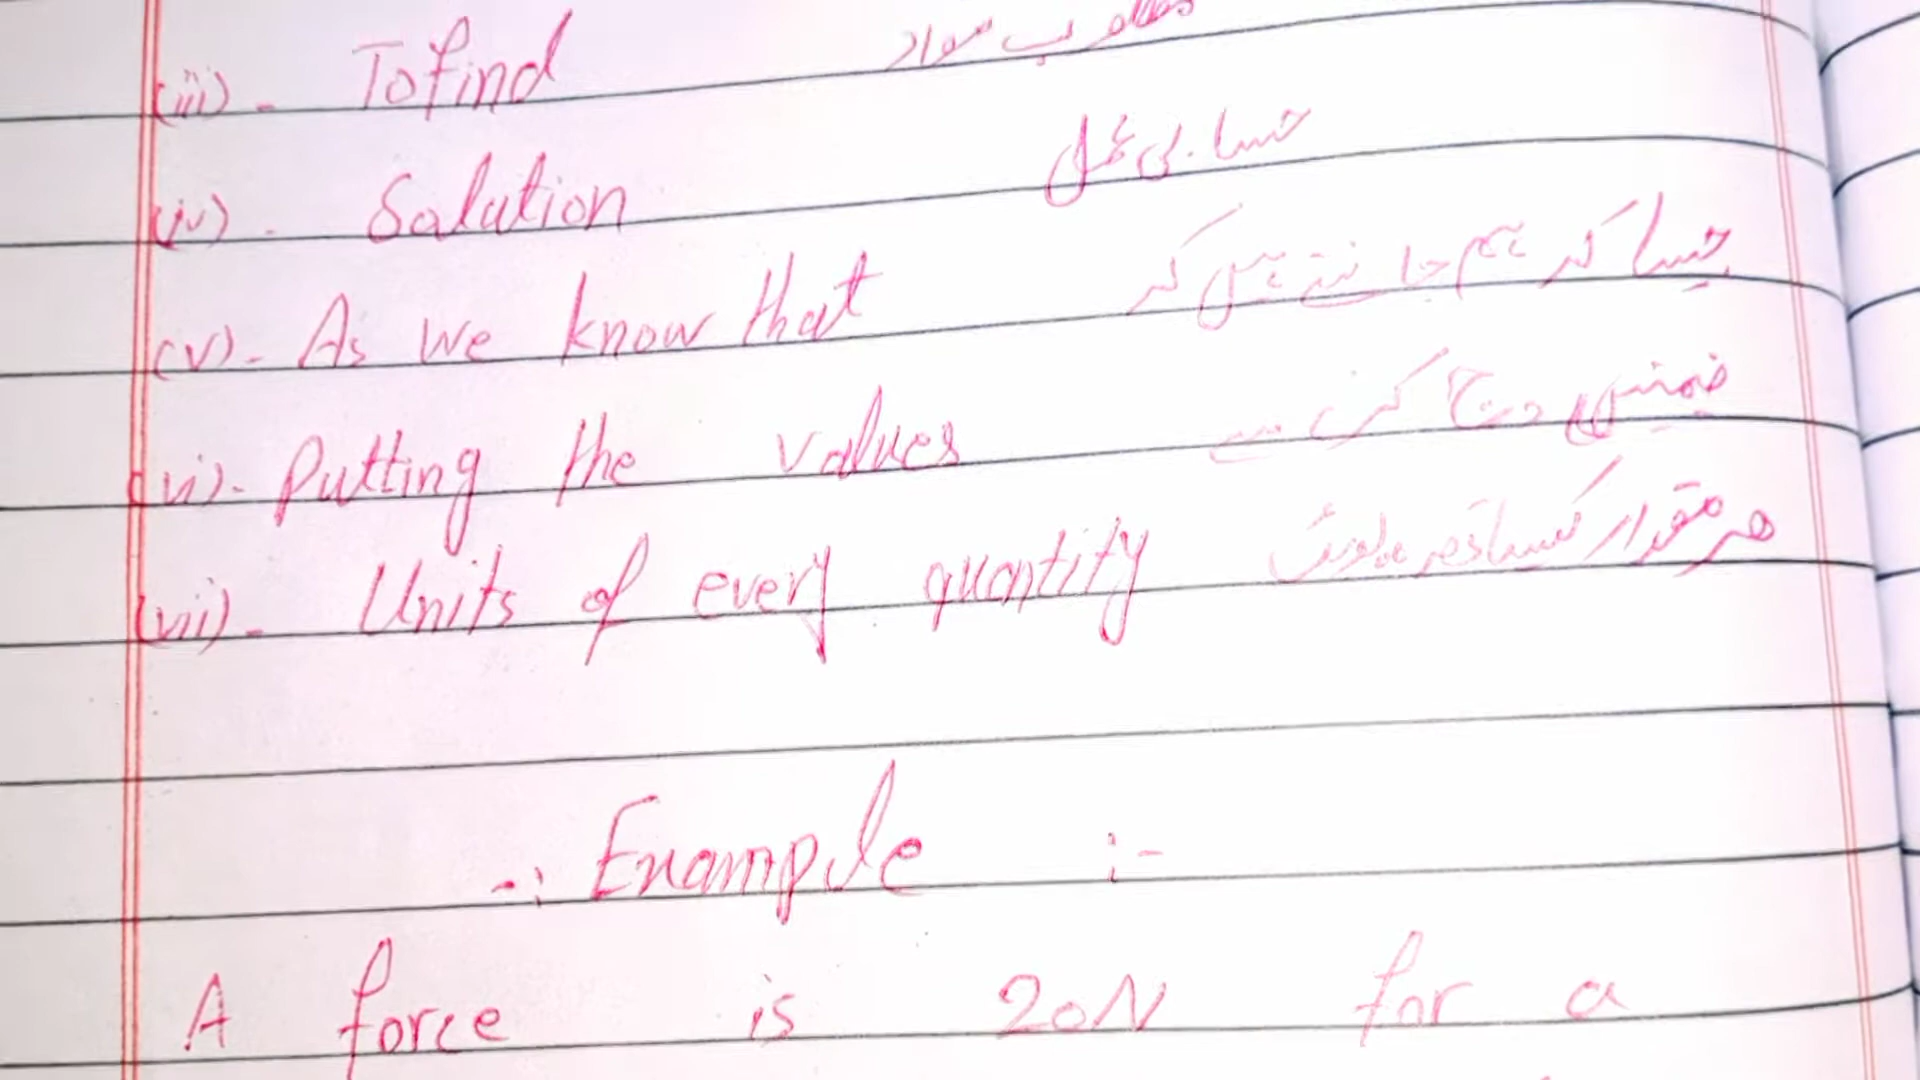 (iii)- To find مطلوب مواد
(iv)- Solution حسابی عمل
(v)- As we know that جیسا کہ ہم جانتے ہیں کہ
(vi)- Putting the values قیمتیں درج کرنے سے
(vii)- Units of every quantity ہر مقدار کیساتھ یونٹ
-: Example :-
A force is 20N for a